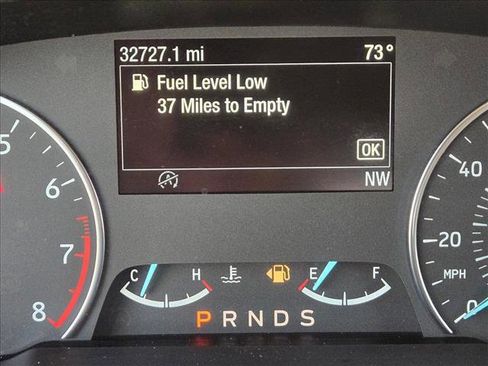 32727.1 mi 73°
Fuel Level Low
37 Miles to Empty
OK
NW
5
6
7
8
40
20
MPH
0
C H E F
P R N D S